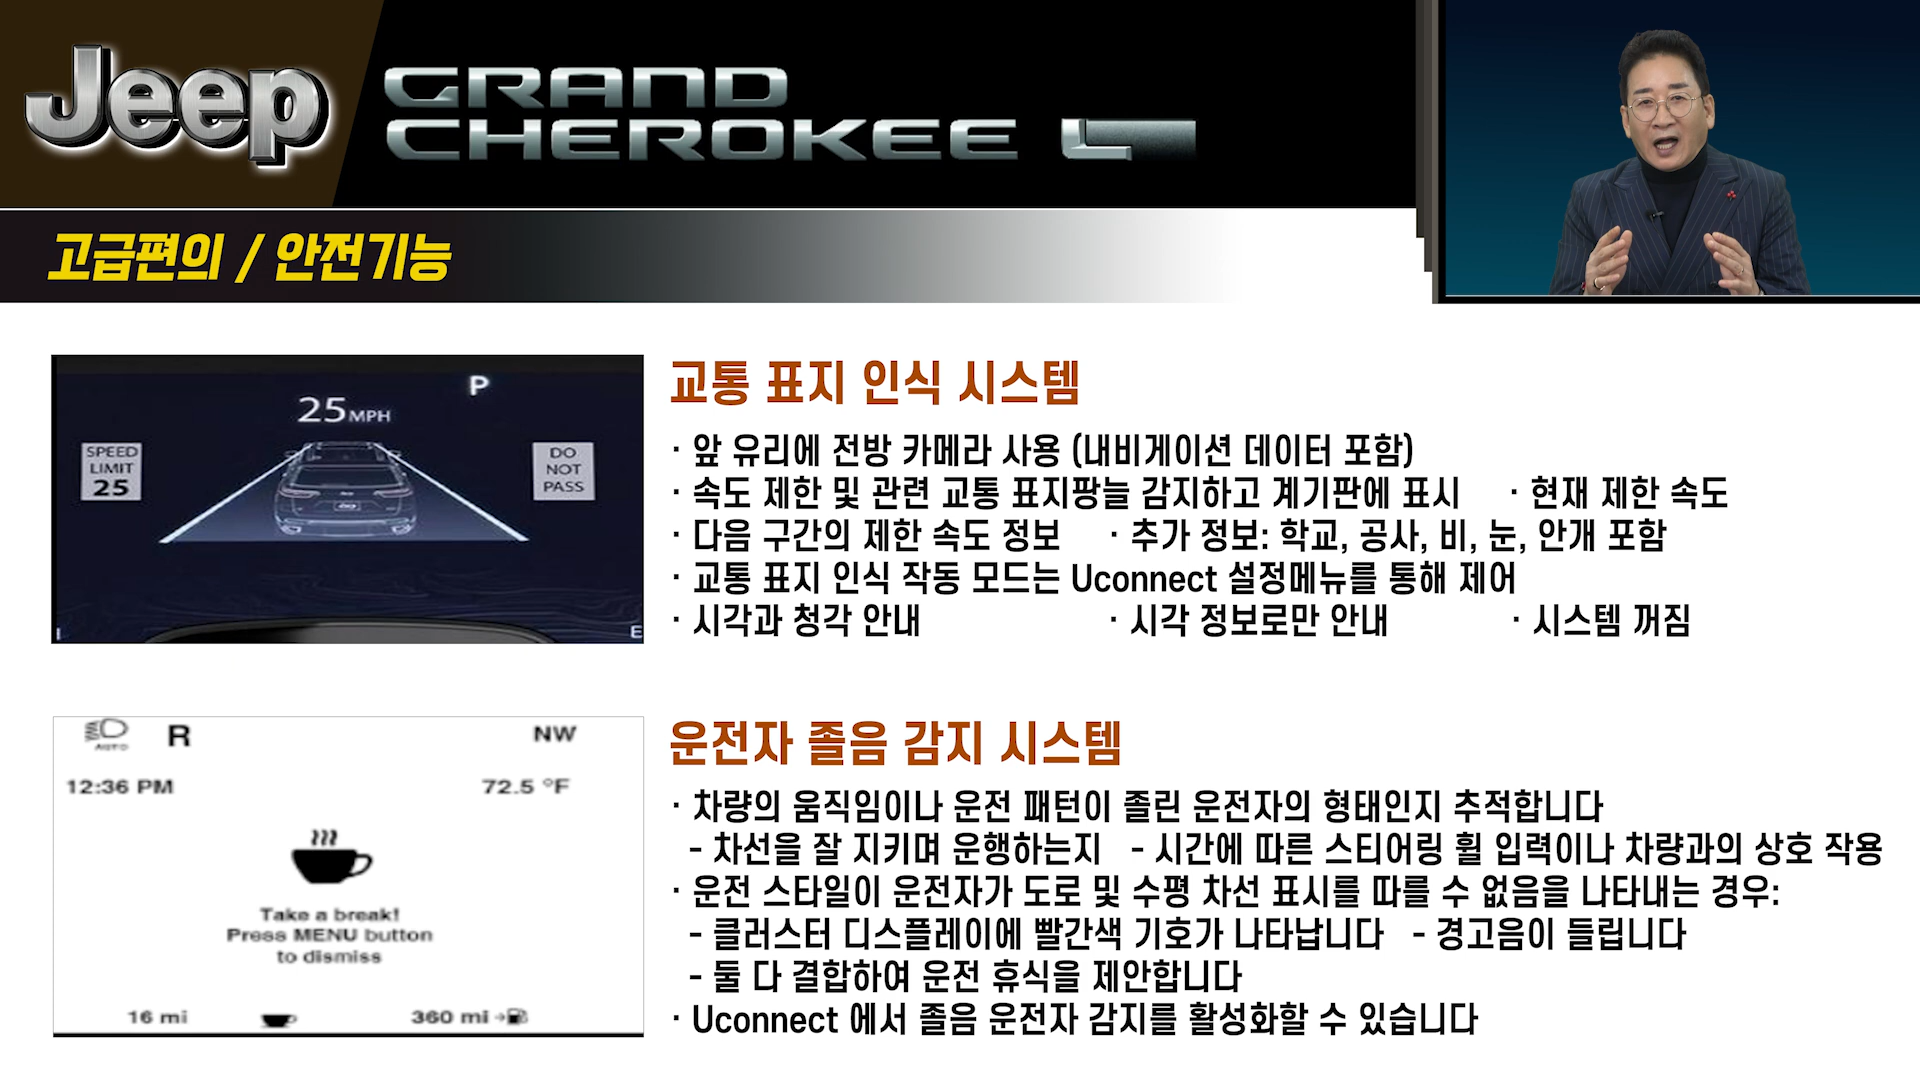 Jeep
GRAND
CHEROKEE L
고급편의 / 안전기능
P
25 MPH
SPEED
LIMIT
25
DO
NOT
PASS
E
교통 표지 인식 시스템
· 앞 유리에 전방 카메라 사용 (내비게이션 데이터 포함)
· 속도 제한 및 관련 교통 표지팡늘 감지하고 계기판에 표시 · 현재 제한 속도
· 다음 구간의 제한 속도 정보 · 추가 정보: 학교, 공사, 비, 눈, 안개 포함
· 교통 표지 인식 작동 모드는 Uconnect 설정메뉴를 통해 제어
· 시각과 청각 안내 · 시각 정보로만 안내 · 시스템 꺼짐
AUTO
R
NW
12:36 PM
72.5 °F
Take a break!
Press MENU button
to dismiss
16 mi
360 mi
운전자 졸음 감지 시스템
· 차량의 움직임이나 운전 패턴이 졸린 운전자의 형태인지 추적합니다
- 차선을 잘 지키며 운행하는지 - 시간에 따른 스티어링 휠 입력이나 차량과의 상호 작용
· 운전 스타일이 운전자가 도로 및 수평 차선 표시를 따를 수 없음을 나타내는 경우:
- 클러스터 디스플레이에 빨간색 기호가 나타납니다 - 경고음이 들립니다
- 둘 다 결합하여 운전 휴식을 제안합니다
· Uconnect 에서 졸음 운전자 감지를 활성화할 수 있습니다